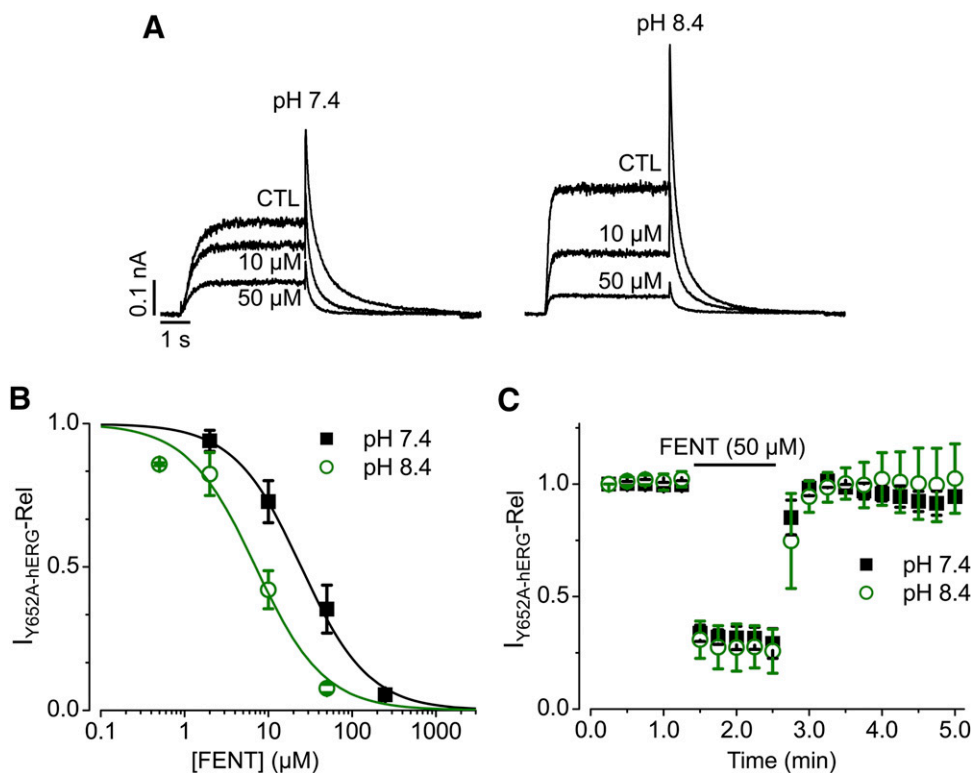 A
pH 7.4
pH 8.4
CTL
10 µM
50 µM
0.1 nA
1 s
CTL
10 µM
50 µM
B
1.0
0.5
0.0
I Y652A-hERG-Rel
pH 7.4
pH 8.4
0.1 1 10 100 1000
[FENT] (µM)
C
1.0
0.5
0.0
I Y652A-hERG-Rel
FENT (50 µM)
pH 7.4
pH 8.4
0.0 1.0 2.0 3.0 4.0 5.0
Time (min)